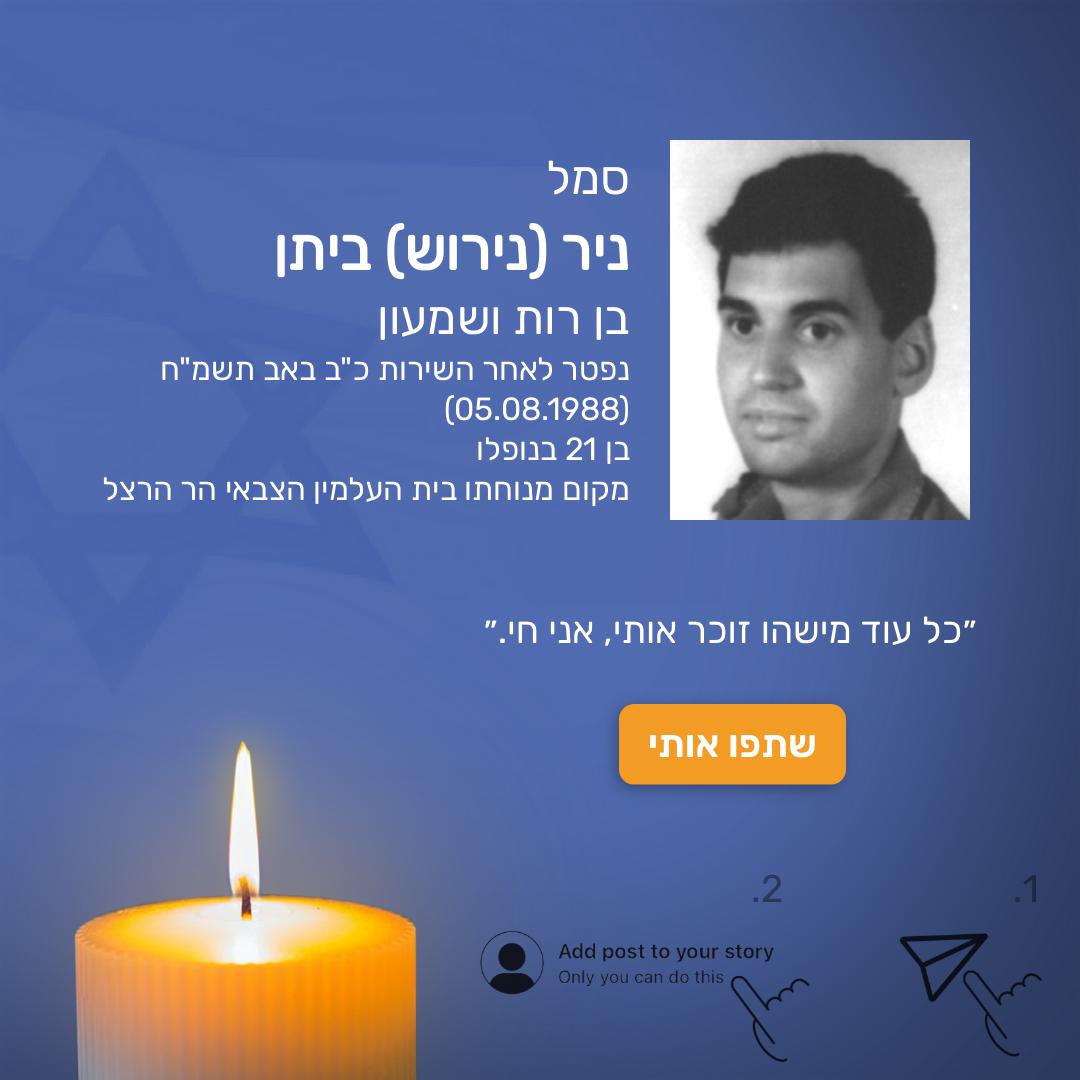 סמל
ניר (נירוש) ביתן
בן רות ושמעון
נפטר לאחר השירות כ"ב באב תשמ"ח
(05.08.1988)
בן 21 בנופלו
מקום מנוחתו בית העלמין הצבאי הר הרצל
״כל עוד מישהו זוכר אותי, אני חי.״
שתפו אותי
1.
2.
Add post to your story
Only you can do this